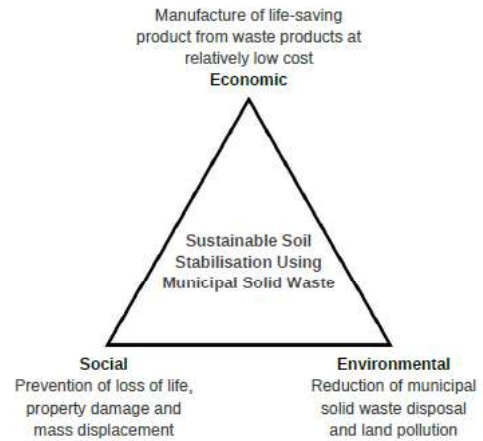 Manufacture of life-saving
product from waste products at
relatively low cost
Economic
Sustainable Soil
Stabilisation Using
Municipal Solid Waste
Social
Prevention of loss of life,
property damage and
mass displacement
Environmental
Reduction of municipal
solid waste disposal
and land pollution